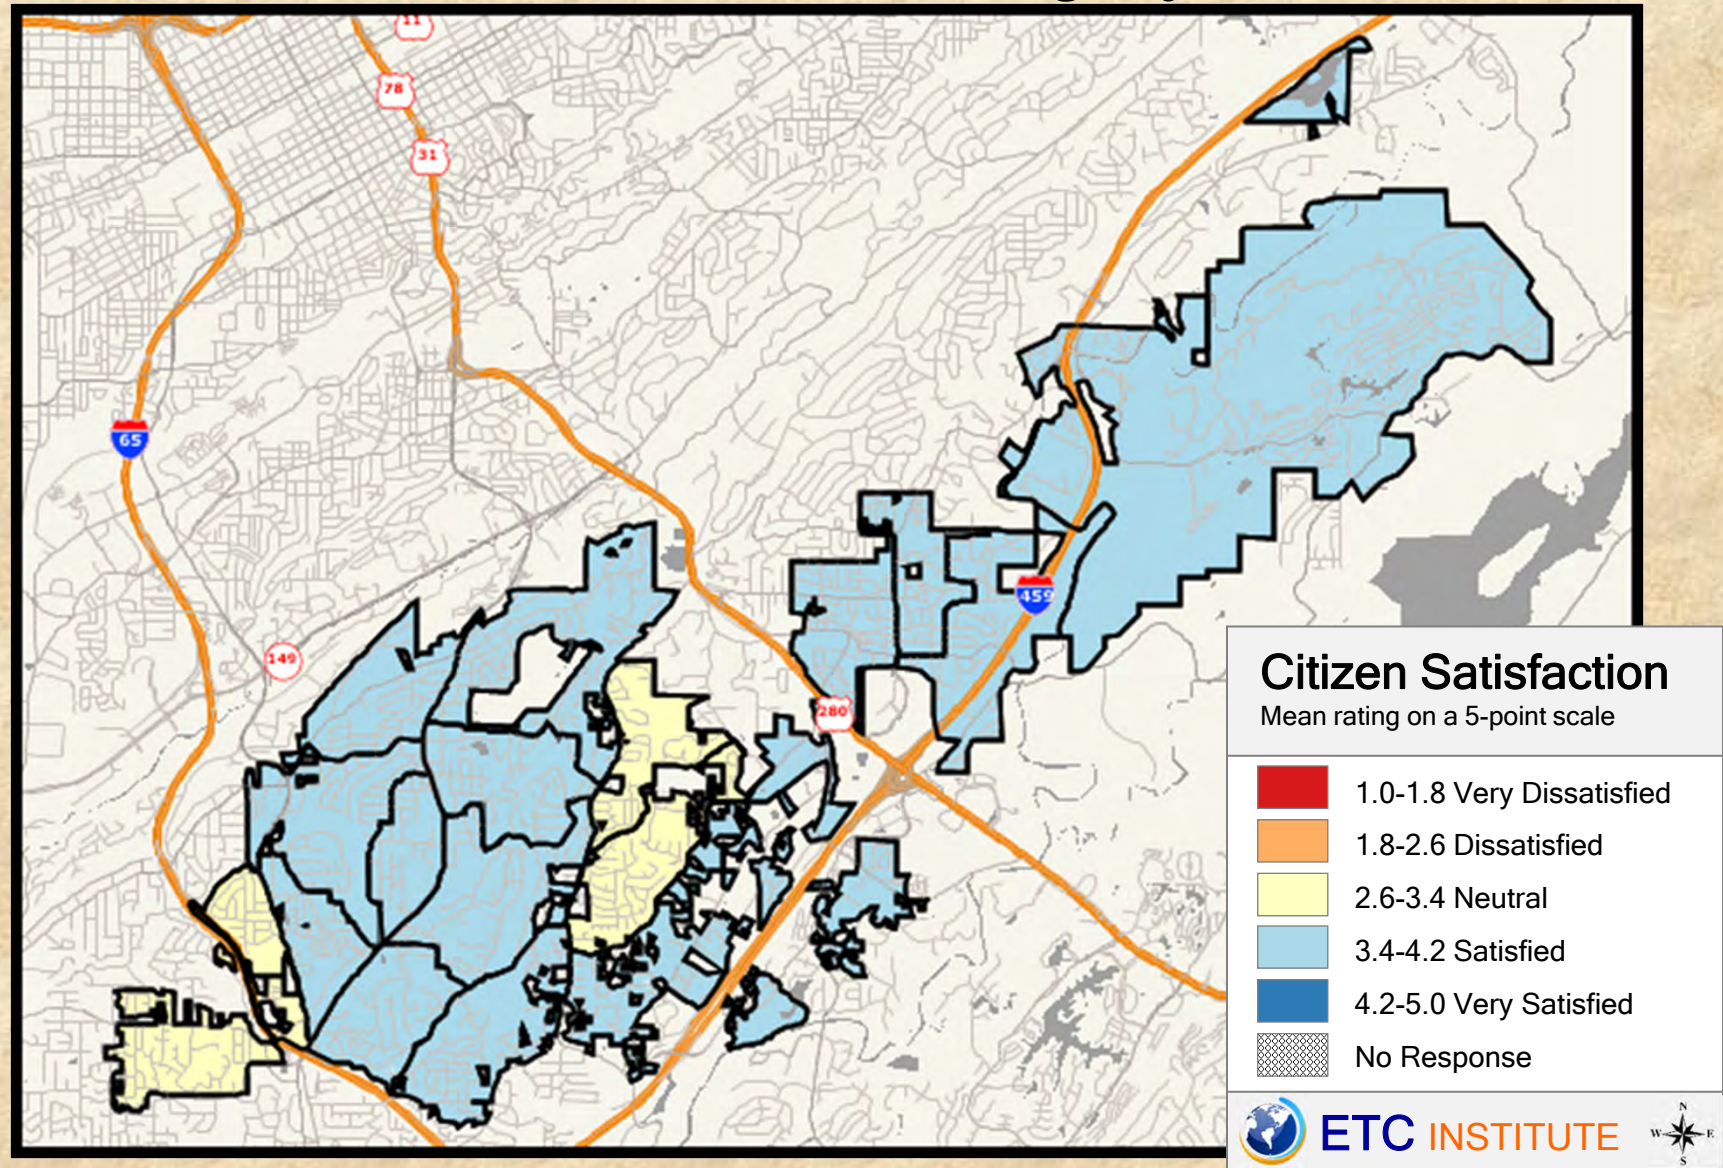 11
78
31
65
149
280
459
Citizen Satisfaction
Mean rating on a 5-point scale
1.0-1.8 Very Dissatisfied
1.8-2.6 Dissatisfied
2.6-3.4 Neutral
3.4-4.2 Satisfied
4.2-5.0 Very Satisfied
No Response
ETC INSTITUTE
N
W E
S